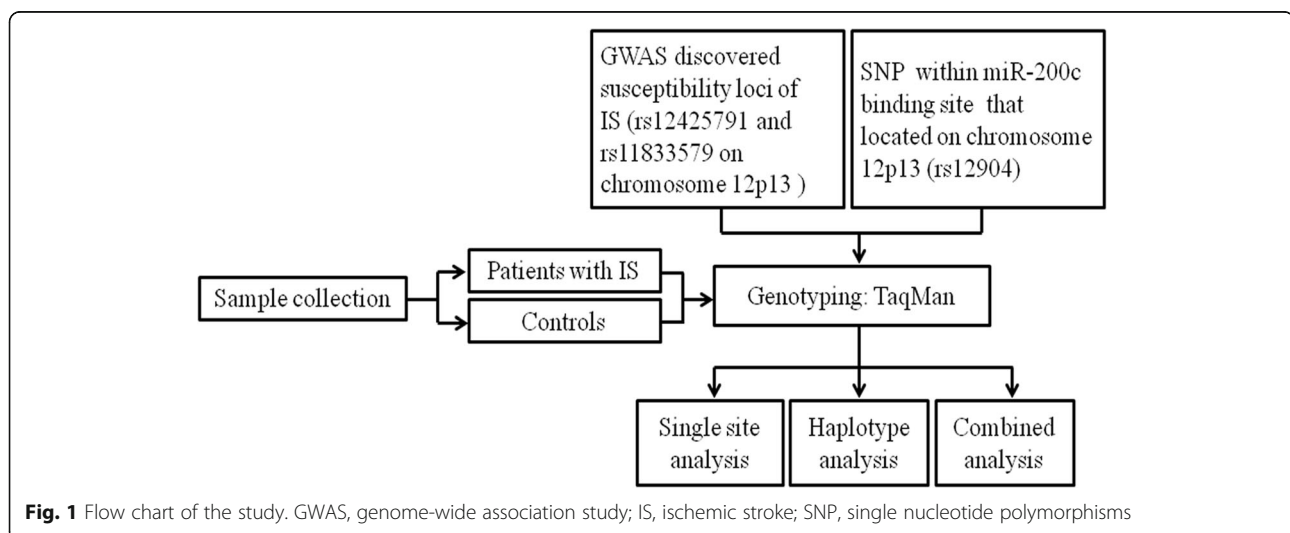 GWAS discovered
susceptibility loci of
IS (rs12425791 and
rs11833579 on
chromosome 12p13 )
SNP within miR-200c
binding site that
located on chromosome
12p13 (rs12904)
Sample collection
Patients with IS
Controls
Genotyping: TaqMan
Single site
analysis
Haplotype
analysis
Combined
analysis
Fig. 1 Flow chart of the study. GWAS, genome-wide association study; IS, ischemic stroke; SNP, single nucleotide polymorphisms